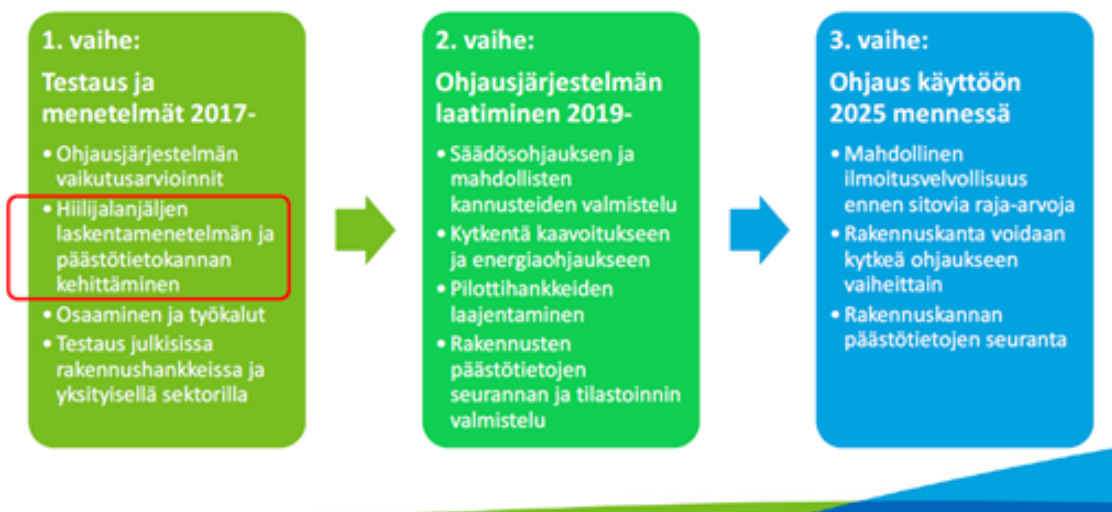 1. vaihe:
Testaus ja
menetelmät 2017-
• Ohjausjärjestelmän
vaikutusarvioinnit
• Hiilijalanjäljen
laskentamenetelmän ja
päästötietokannan
kehittäminen
• Osaaminen ja työkalut
• Testaus julkisissa
rakennushankkeissa ja
yksityisellä sektorilla
2. vaihe:
Ohjausjärjestelmän
laatiminen 2019-
• Säädösohjauksen ja
mahdollisten
kannusteiden valmistelu
• Kytkentä kaavoitukseen
ja energiaohjaukseen
• Pilottihankkeiden
laajentaminen
• Rakennusten
päästötietojen
seurannan ja tilastoinnin
valmistelu
3. vaihe:
Ohjaus käyttöön
2025 mennessä
• Mahdollinen
ilmoitusvelvollisuus
ennen sitovia raja-arvoja
• Rakennuskanta voidaan
kytkeä ohjaukseen
vaiheittain
• Rakennuskannan
päästötietojen seuranta